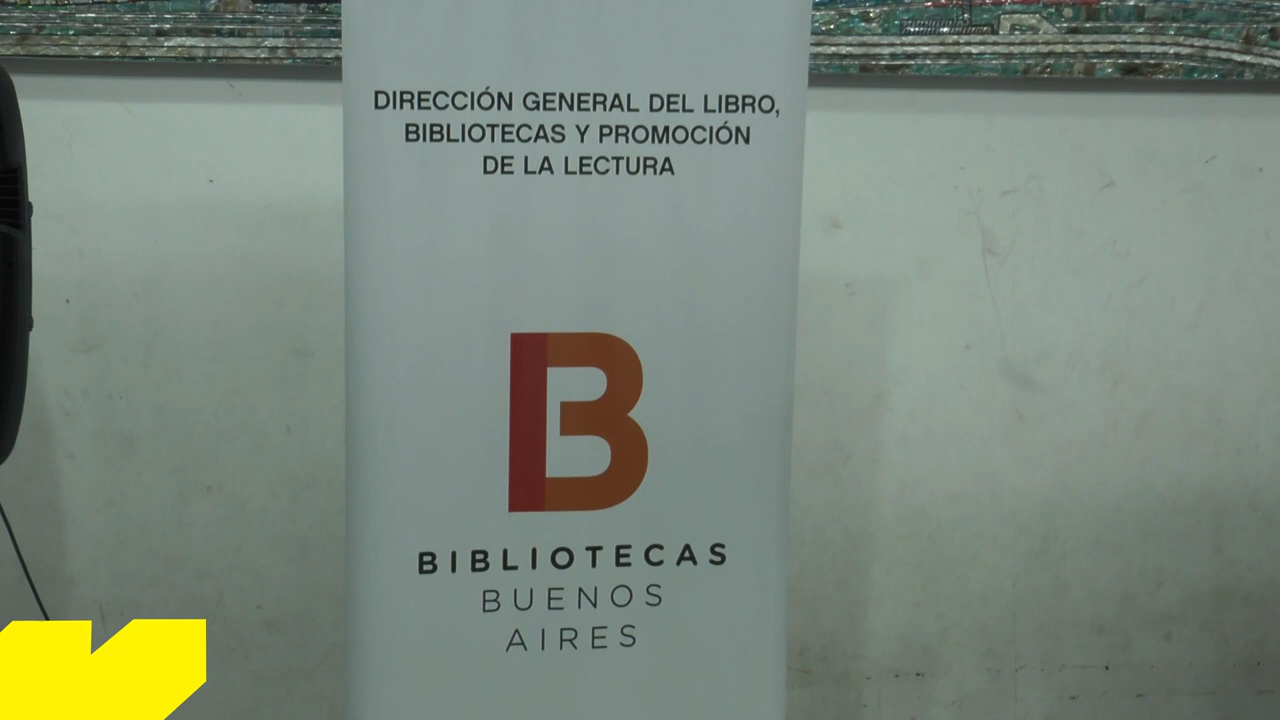 DIRECCIÓN GENERAL DEL LIBRO,
BIBLIOTECAS Y PROMOCIÓN
DE LA LECTURA
B
BIBLIOTECAS
BUENOS
AIRES